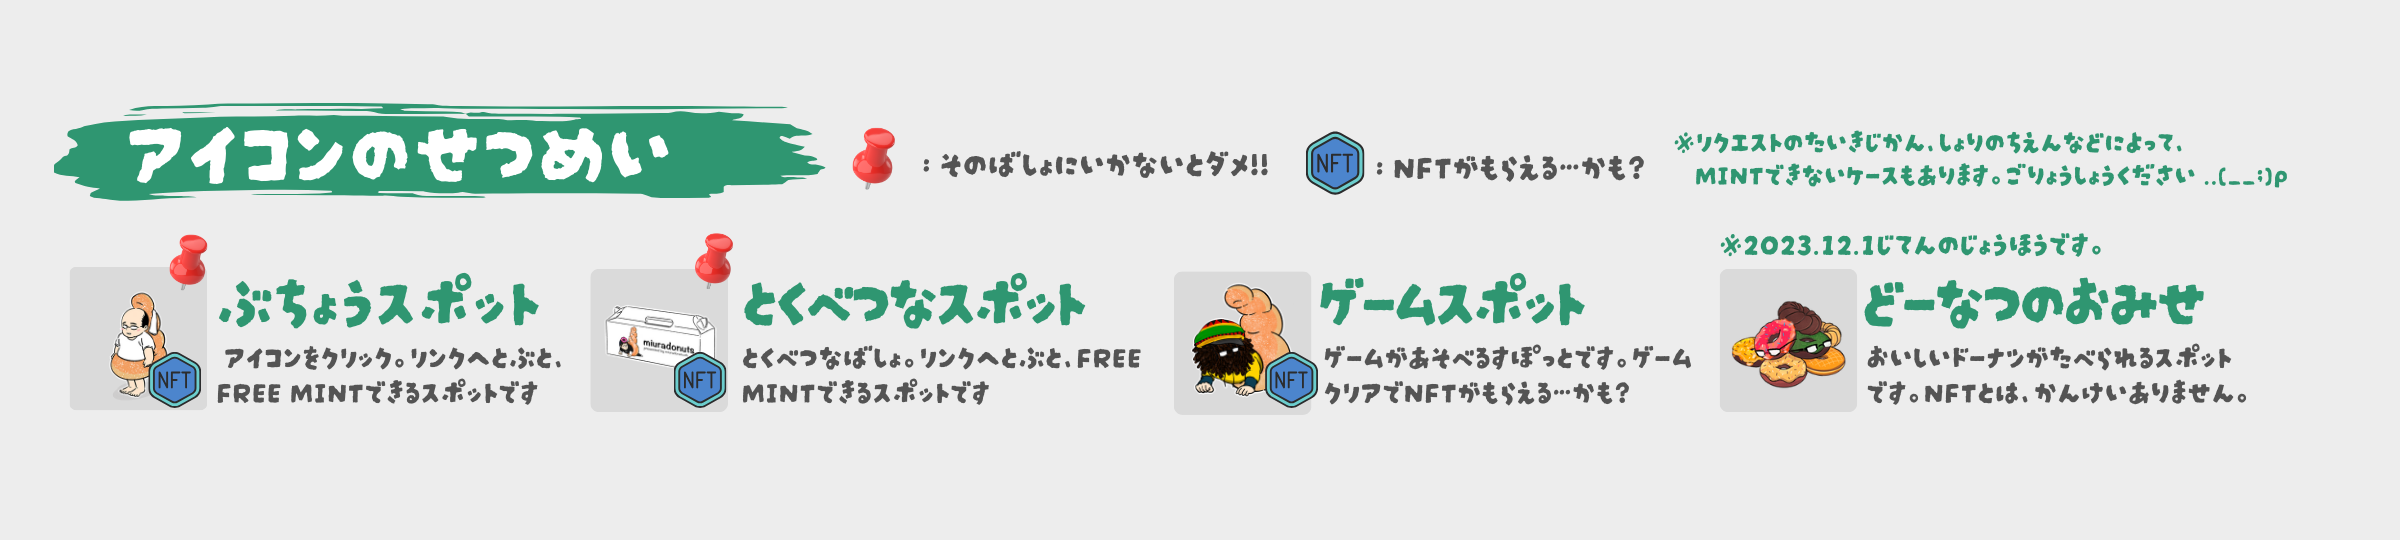 アイコンのせつめい
：そのばしょにいかないとダメ!!
NFT
：NFTがもらえる…かも？
※リクエストのたいきじかん、しょりのちえんなどによって、
MINTできないケースもあります。ごりょうしょうください ..(__;)p
ぶちょうスポット
アイコンをクリック。リンクへとぶと、
FREE MINTできるスポットです
NFT
とくべつなスポット
とくべつなばしょ。リンクへとぶと、FREE
MINTできるスポットです
miuradonuts
NFT
ゲームスポット
ゲームがあそべるすぽっとです。ゲーム
クリアでNFTがもらえる…かも？
NFT
※2023.12.1じてんのじょうほうです。
どーなつのおみせ
おいしいドーナツがたべられるスポット
です。NFTとは、かんけいありません。